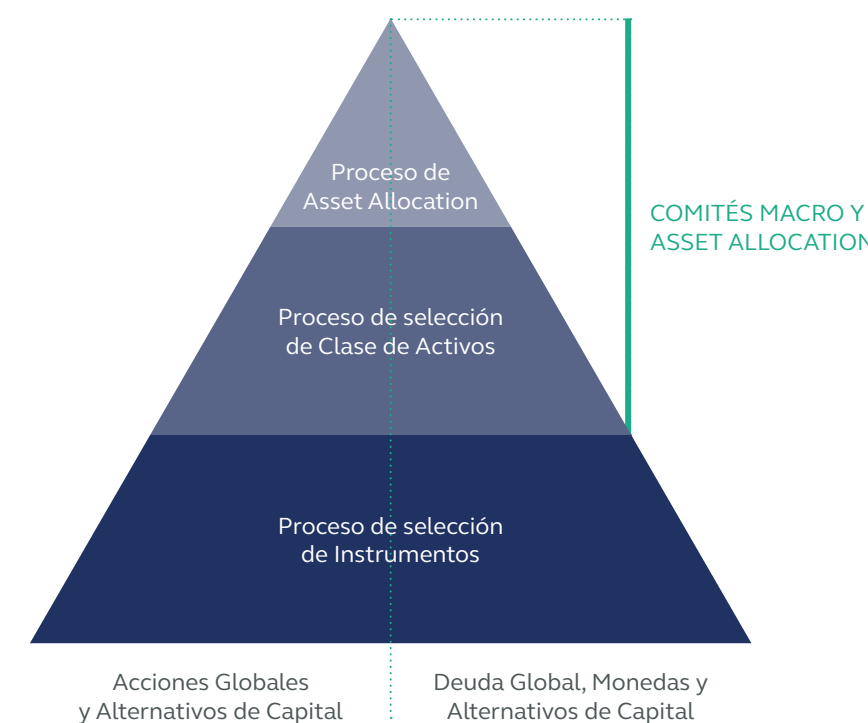 Proceso de
Asset Allocation
COMITÉS MACRO Y
ASSET ALLOCATION
Proceso de selección
de Clase de Activos
Proceso de selección
de Instrumentos
Acciones Globales
y Alternativos de Capital
Deuda Global, Monedas y
Alternativos de Capital